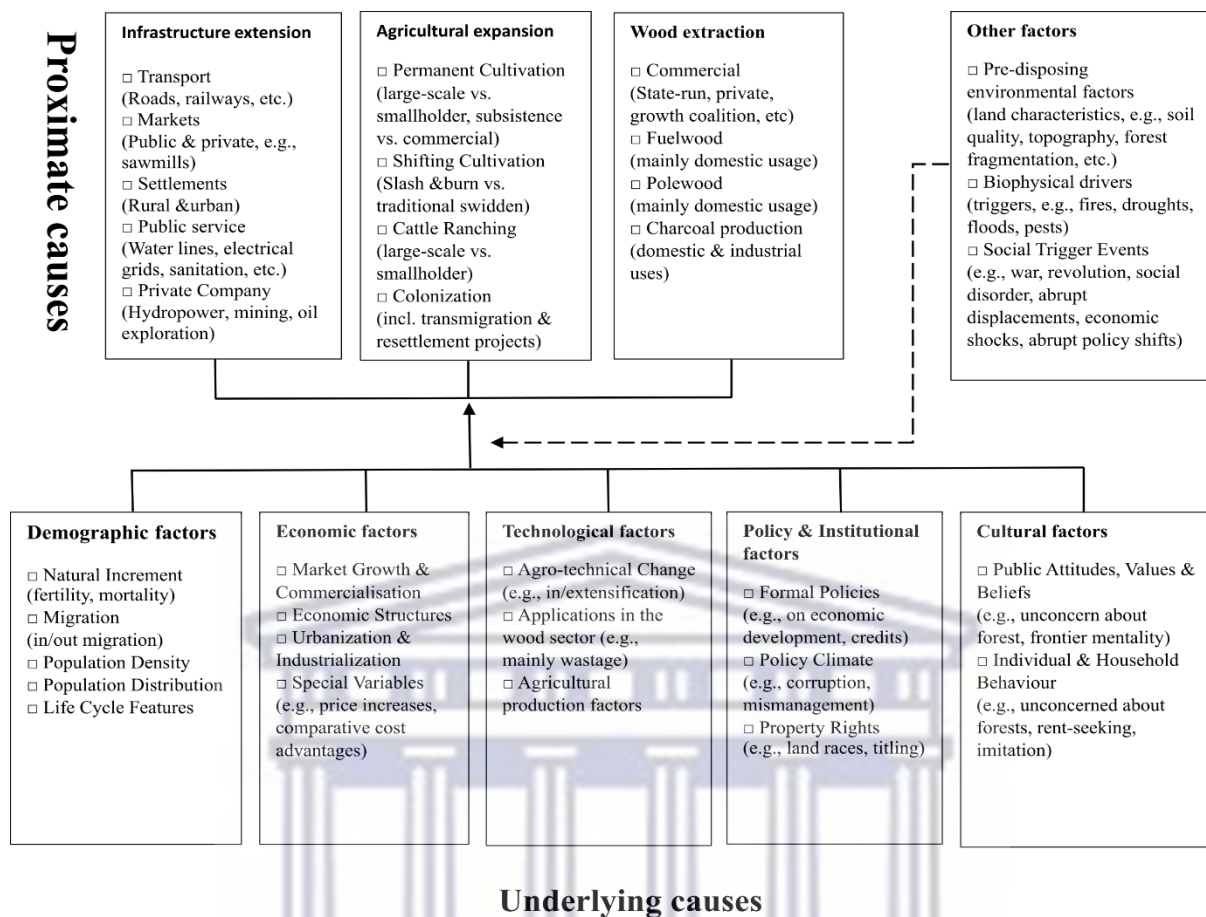 Proximate causes
Infrastructure extension
□ Transport
(Roads, railways, etc.)
□ Markets
(Public & private, e.g.,
sawmills)
□ Settlements
(Rural &urban)
□ Public service
(Water lines, electrical
grids, sanitation, etc.)
□ Private Company
(Hydropower, mining, oil
exploration)
Agricultural expansion
□ Permanent Cultivation
(large-scale vs.
smallholder, subsistence
vs. commercial)
□ Shifting Cultivation
(Slash &burn vs.
traditional swidden)
□ Cattle Ranching
(large-scale vs.
smallholder)
□ Colonization
(incl. transmigration &
resettlement projects)
Wood extraction
□ Commercial
(State-run, private,
growth coalition, etc)
□ Fuelwood
(mainly domestic usage)
□ Polewood
(mainly domestic usage)
□ Charcoal production
(domestic & industrial
uses)
Other factors
□ Pre-disposing
environmental factors
(land characteristics, e.g., soil
quality, topography, forest
fragmentation, etc.)
□ Biophysical drivers
(triggers, e.g., fires, droughts,
floods, pests)
□ Social Trigger Events
(e.g., war, revolution, social
disorder, abrupt
displacements, economic
shocks, abrupt policy shifts)
Demographic factors
□ Natural Increment
(fertility, mortality)
□ Migration
(in/out migration)
□ Population Density
□ Population Distribution
□ Life Cycle Features
Economic factors
□ Market Growth &
Commercialisation
□ Economic Structures
□ Urbanization &
Industrialization
□ Special Variables
(e.g., price increases,
comparative cost
advantages)
Technological factors
□ Agro-technical Change
(e.g., in/extensification)
□ Applications in the
wood sector (e.g.,
mainly wastage)
□ Agricultural
production factors
Policy & Institutional
factors
□ Formal Policies
(e.g., on economic
development, credits)
□ Policy Climate
(e.g., corruption,
mismanagement)
□ Property Rights
(e.g., land races, titling)
Cultural factors
□ Public Attitudes, Values &
Beliefs
(e.g., unconcern about
forest, frontier mentality)
□ Individual & Household
Behaviour
(e.g., unconcerned about
forests, rent-seeking,
imitation)
Underlying causes